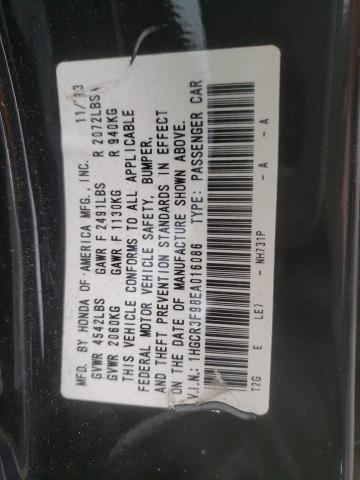 MFD. BY HONDA OF AMERICA MFG., INC. 11/13
GVWR 4542LBS GAWR F 2491LBS R 2072LBS
GVWR 2060KG GAWR F 1130KG R 940KG
THIS VEHICLE CONFORMS TO ALL APPLICABLE
FEDERAL MOTOR VEHICLE SAFETY, BUMPER,
AND THEFT PREVENTION STANDARDS IN EFFECT
ON THE DATE OF MANUFACTURE SHOWN ABOVE.
V.I.N.: 1HGCR3F98EA016086 TYPE: PASSENGER CAR
T2G E LE7 - NH731P - A - A